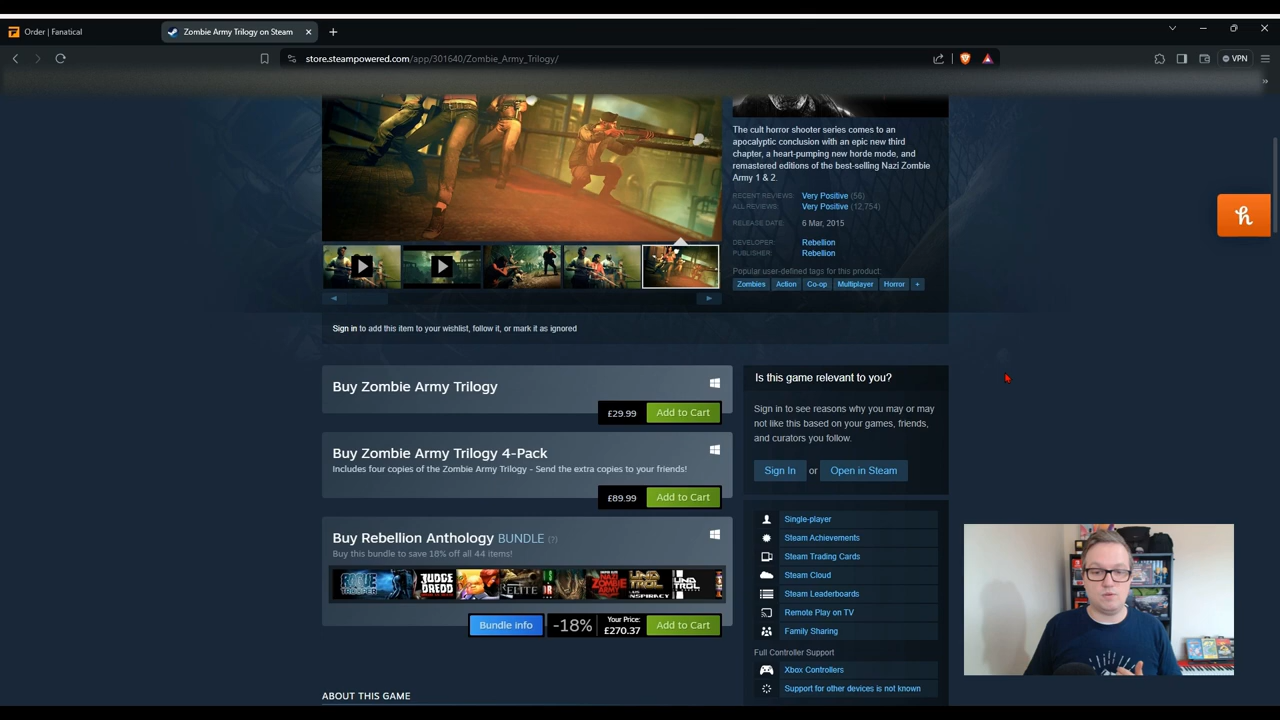 Order | Fanatical
Zombie Army Trilogy on Steam
store.steampowered.com/app/301640/Zombie_Army_Trilogy/
VPN
The cult horror shooter series comes to an
apocalyptic conclusion with an epic new third
chapter, a heart-pumping new horde mode, and
remastered editions of the best-selling Nazi Zombie
Army 1 & 2.
RECENT REVIEWS: Very Positive (56)
ALL REVIEWS: Very Positive (12,754)
RELEASE DATE: 6 Mar, 2015
DEVELOPER: Rebellion
PUBLISHER: Rebellion
Popular user-defined tags for this product:
Zombies Action Co-op Multiplayer Horror +
Sign in to add this item to your wishlist, follow it, or mark it as ignored
Buy Zombie Army Trilogy
£29.99 Add to Cart
Buy Zombie Army Trilogy 4-Pack
Includes four copies of the Zombie Army Trilogy - Send the extra copies to your friends!
£89.99 Add to Cart
Buy Rebellion Anthology BUNDLE (?)
Buy this bundle to save 18% off all 44 items!
ROGUE TROOPER JUDGE DREDD ELITE ZOMBIE ARMY
Bundle info -18% Your Price: £270.37 Add to Cart
ABOUT THIS GAME
Is this game relevant to you?
Sign in to see reasons why you may or may
not like this based on your games, friends,
and curators you follow.
Sign In or Open in Steam
Single-player
Steam Achievements
Steam Trading Cards
Steam Cloud
Steam Leaderboards
Remote Play on TV
Family Sharing
Full Controller Support
Xbox Controllers
Support for other devices is not known